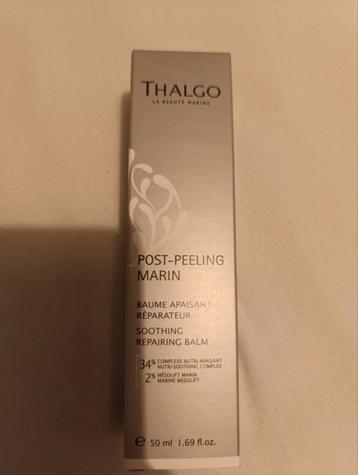 THALGO
LA BEAUTÉ MARINE
POST-PEELING
MARIN
BAUME APAISANT
RÉPARATEUR
SOOTHING
REPAIRING BALM
34% COMPLEXE NUTRI-APAISANT
NUTRI-SOOTHING COMPLEX
2% MÉSOLIFT MARIN
MARINE MESOLIFT
℮ 50 ml 1.69 fl.oz.